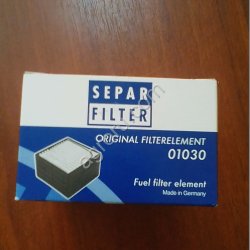 SEPAR
FILTER
ORIGINAL FILTERELEMENT
01030
Fuel filter element
Made in Germany